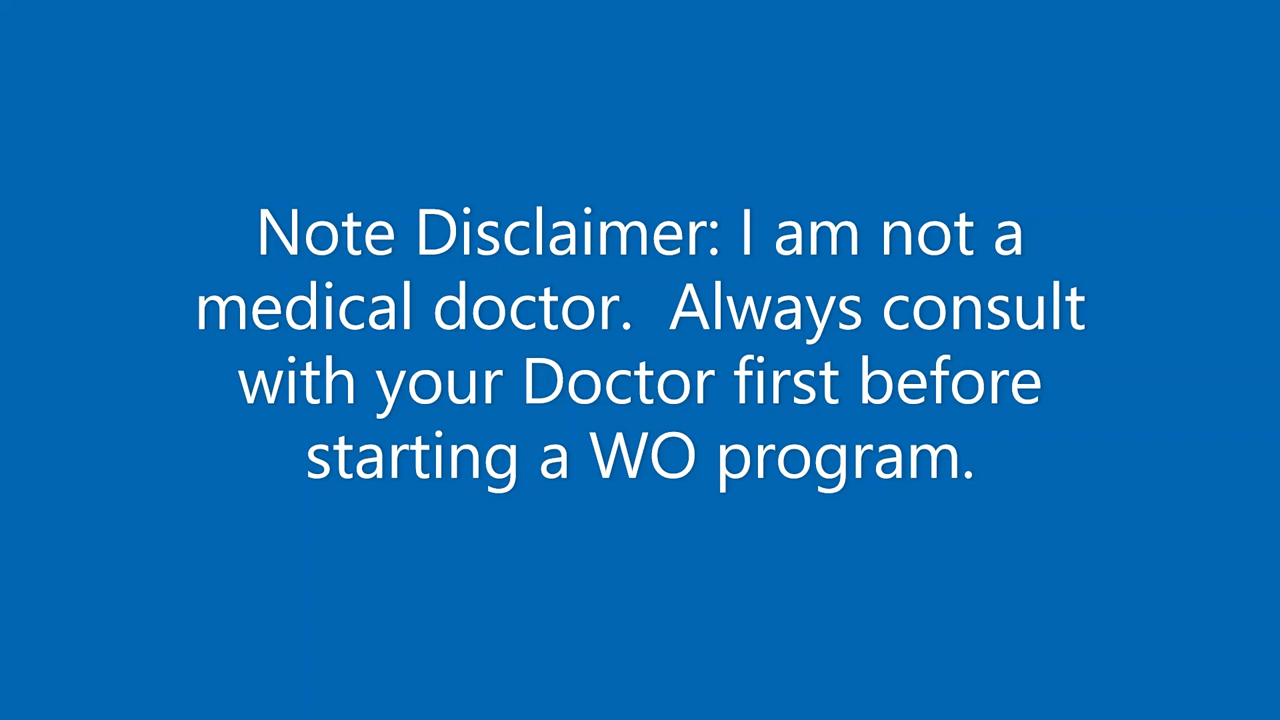 Note Disclaimer: I am not a
medical doctor.  Always consult
with your Doctor first before
starting a WO program.